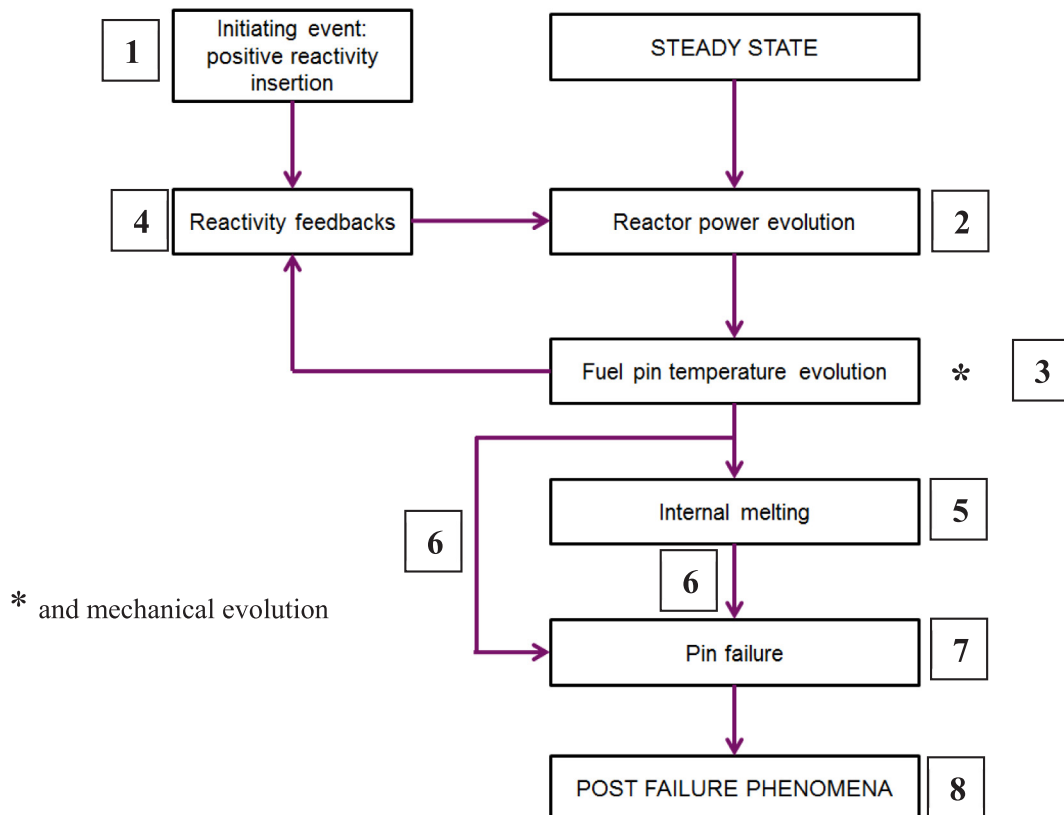 1
Initiating event:
positive reactivity
insertion
STEADY STATE
4
Reactivity feedbacks
Reactor power evolution
2
Fuel pin temperature evolution
*
3
Internal melting
5
6
6
* and mechanical evolution
Pin failure
7
POST FAILURE PHENOMENA
8